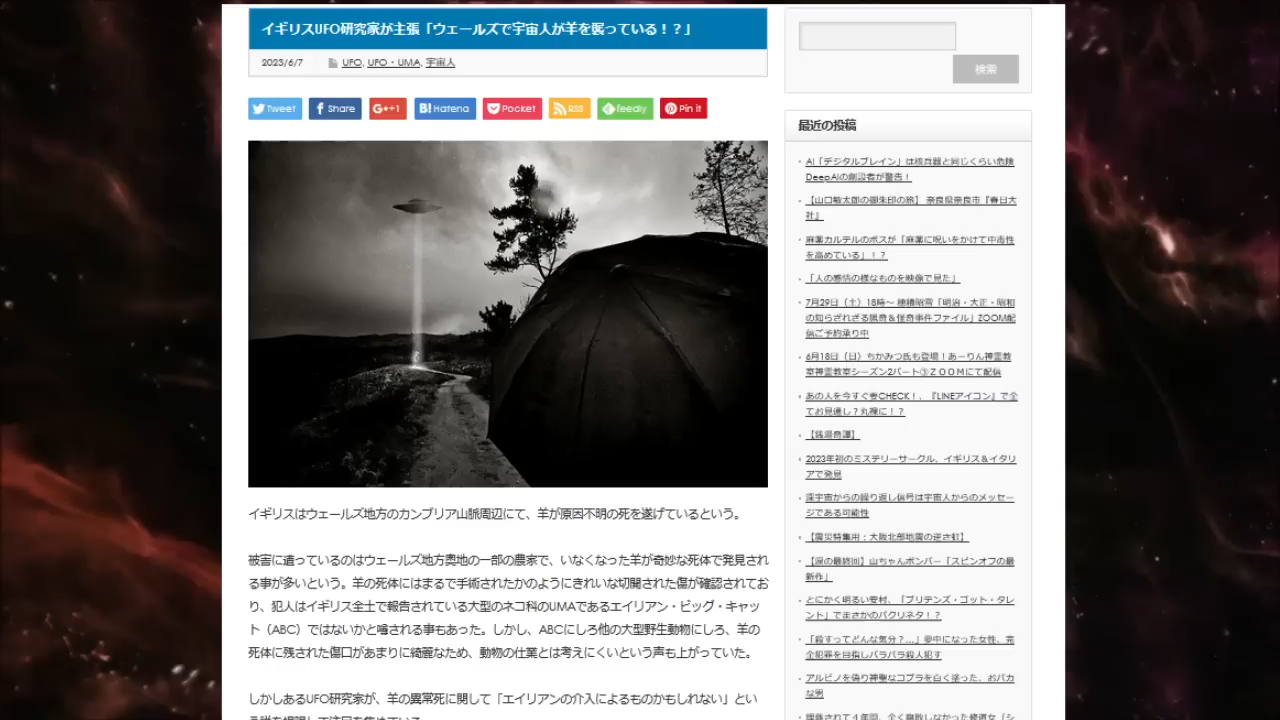 イギリスUFO研究家が主張「ウェールズで宇宙人が羊を襲っている！？」
2023/6/7
UFO, UFO・UMA, 宇宙人
Tweet
Share
G+ +1
B! Hatena
Pocket
RSS
feedly
Pin it
イギリスはウェールズ地方のカンブリア山脈周辺にて、羊が原因不明の死を遂げているという。
被害に遭っているのはウェールズ地方奥地の一部の農家で、いなくなった羊が奇妙な死体で発見され
る事が多いという。羊の死体にはまるで手術されたかのようにきれいな切開された傷が確認されてお
り、犯人はイギリス全土で報告されている大型のネコ科のUMAであるエイリアン・ビッグ・キャッ
ト（ABC）ではないかと噂される事もあった。しかし、ABCにしろ他の大型野生動物にしろ、羊の
死体に残された傷口があまりに綺麗なため、動物の仕業とは考えにくいという声も上がっていた。
しかしあるUFO研究家が、羊の異常死に関して「エイリアンの介入によるものかもしれない」とい
検索
最近の投稿
AI「デジタルブレイン」は核兵器と同じくらい危険
DeepAIの創設者が警告！
【山口敏太郎の御朱印の旅】 奈良県奈良市『春日大
社』
麻薬カルテルのボスが「麻薬に呪いをかけて中毒性
を高めている」！？
「人の感情の様なものを映像で見た」
7月29日（土）18時～ 穂積昭雪「明治・大正・昭和
の知られざれざる猟奇＆怪奇事件ファイル」ZOOM配
信ご予約承り中
6月18日（日）ちかみつ氏も登場！あーりん神霊教
室神霊教室シーズン2パート③ＺＯＯＭにて配信
あの人を今すぐ要CHECK！、『LINEアイコン』で全
てお見通し？丸裸に！？
【銭湯奇譚】
2023年初のミステリーサークル、イギリス＆イタリ
アで発見
深宇宙からの繰り返し信号は宇宙人からのメッセー
ジである可能性
【震災特集用：大阪北部地震の逆さ虹】
【涙の最終回】山ちゃんボンバー「スピンオフの最
新作」
とにかく明るい安村、「ブリテンズ・ゴット・タレ
ント」でまさかのパクリネタ！？
「殺すってどんな気分？…」夢中になった女性、完
全犯罪を目指しバラバラ殺人犯す
アルビノを偽り神聖なコブラを白く塗った、おバカ
な男